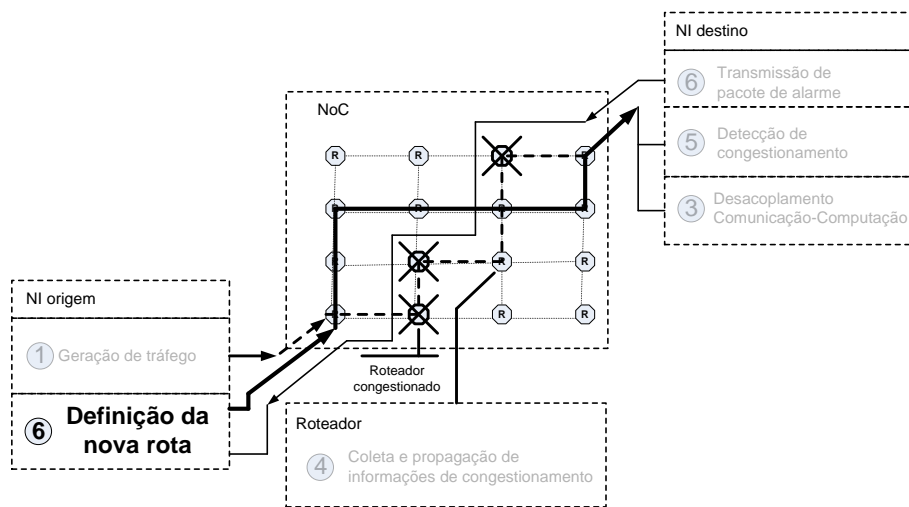 NI destino
6 Transmissão de
pacote de alarme
5 Detecção de
congestionamento
3 Desacoplamento
Comunicação-Computação
NoC
R R R
R R R R
R R R
R R R
NI origem
1 Geração de tráfego
6 Definição da
nova rota
Roteador
congestionado
Roteador
4 Coleta e propagação de
informações de congestionamento